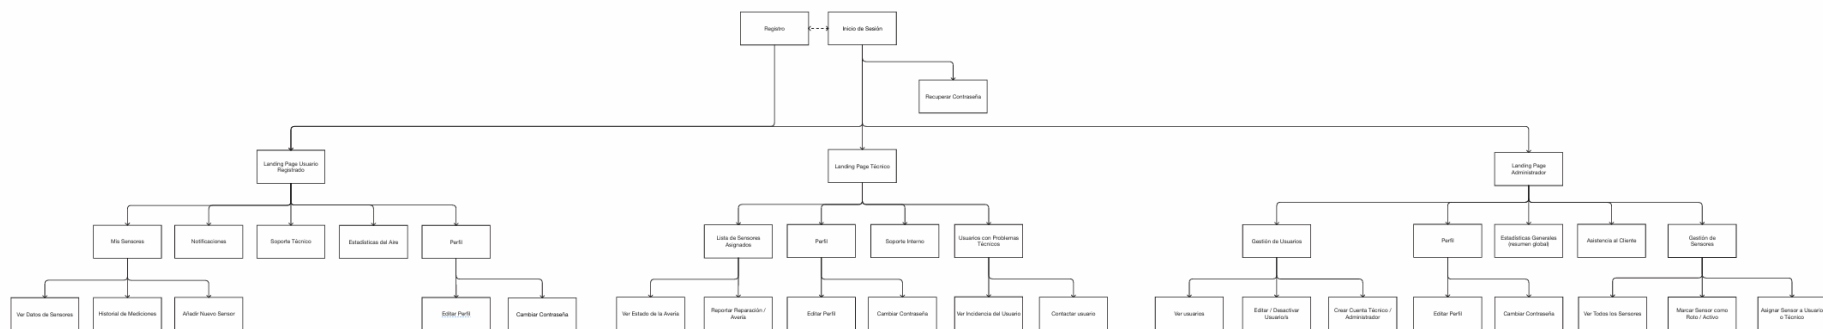 Registro
Inicio de Sesión
Recuperar Contraseña
Landing Page Usuario
Registrado
Landing Page Técnico
Landing Page
Administrador
Mis Sensores
Notificaciones
Soporte Técnico
Estadísticas del Aire
Perfil
Lista de Sensores
Asignados
Perfil
Soporte Interno
Usuarios con Problemas
Técnicos
Gestión de Usuarios
Perfil
Estadísticas Generales
(resumen global)
Asistencia al Cliente
Gestión de
Sensores
Ver Datos de Sensores
Historial de Mediciones
Añadir Nuevo Sensor
Editar Perfil
Cambiar Contraseña
Ver Estado de la Avería
Reportar Reparación /
Avería
Editar Perfil
Cambiar Contraseña
Ver Incidencia del Usuario
Contactar usuario
Ver usuarios
Editar / Desactivar
Usuario/s
Crear Cuenta Técnico /
Administrador
Editar Perfil
Cambiar Contraseña
Ver Todos los Sensores
Marcar Sensor como
Roto / Activo
Asignar Sensor a Usuario
o Técnico